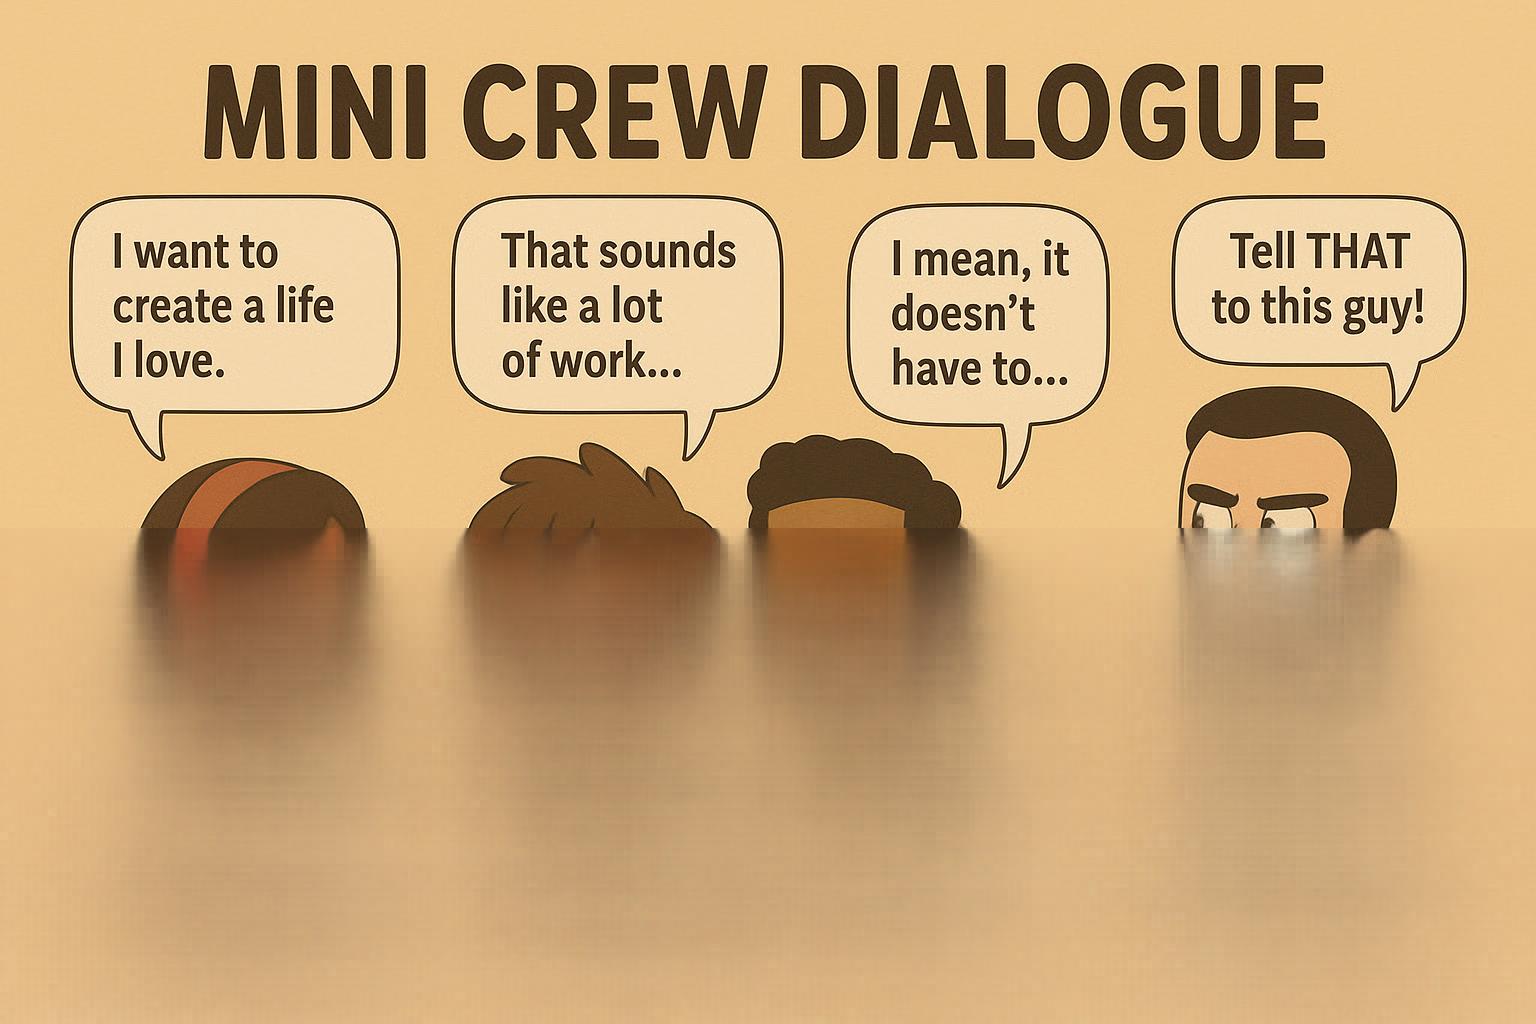 MINI CREW DIALOGUE
I want to
create a life
I love.
That sounds
like a lot
of work...
I mean, it
doesn’t
have to...
Tell THAT
to this guy!